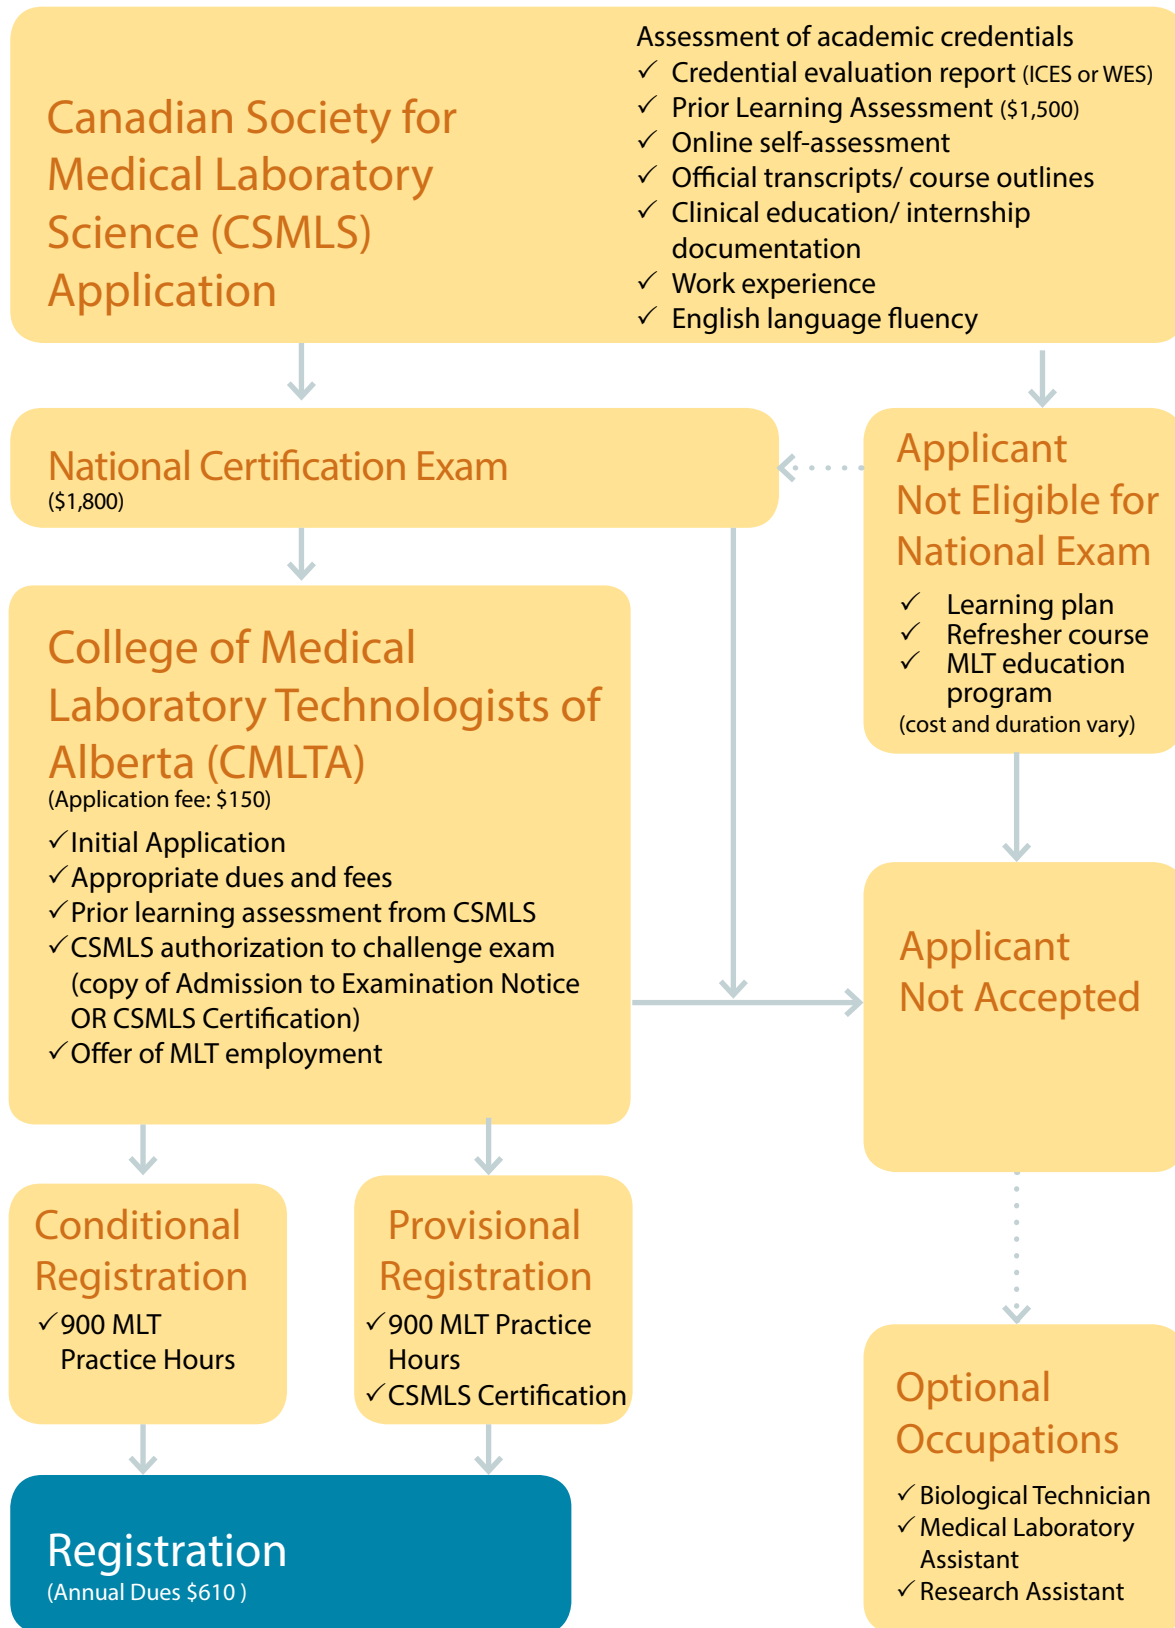 Canadian Society for
Medical Laboratory
Science (CSMLS)
Application
Assessment of academic credentials
✓ Credential evaluation report (ICES or WES)
✓ Prior Learning Assessment ($1,500)
✓ Online self-assessment
✓ Official transcripts/ course outlines
✓ Clinical education/ internship
documentation
✓ Work experience
✓ English language fluency
National Certification Exam
($1,800)
Applicant
Not Eligible for
National Exam
✓ Learning plan
✓ Refresher course
✓ MLT education
program
(cost and duration vary)
College of Medical
Laboratory Technologists of
Alberta (CMLTA)
(Application fee: $150)
✓ Initial Application
✓ Appropriate dues and fees
✓ Prior learning assessment from CSMLS
✓ CSMLS authorization to challenge exam
(copy of Admission to Examination Notice
OR CSMLS Certification)
✓ Offer of MLT employment
Applicant
Not Accepted
Conditional
Registration
✓ 900 MLT
Practice Hours
Provisional
Registration
✓ 900 MLT Practice
Hours
✓ CSMLS Certification
Optional
Occupations
✓ Biological Technician
✓ Medical Laboratory
Assistant
✓ Research Assistant
Registration
(Annual Dues $610 )